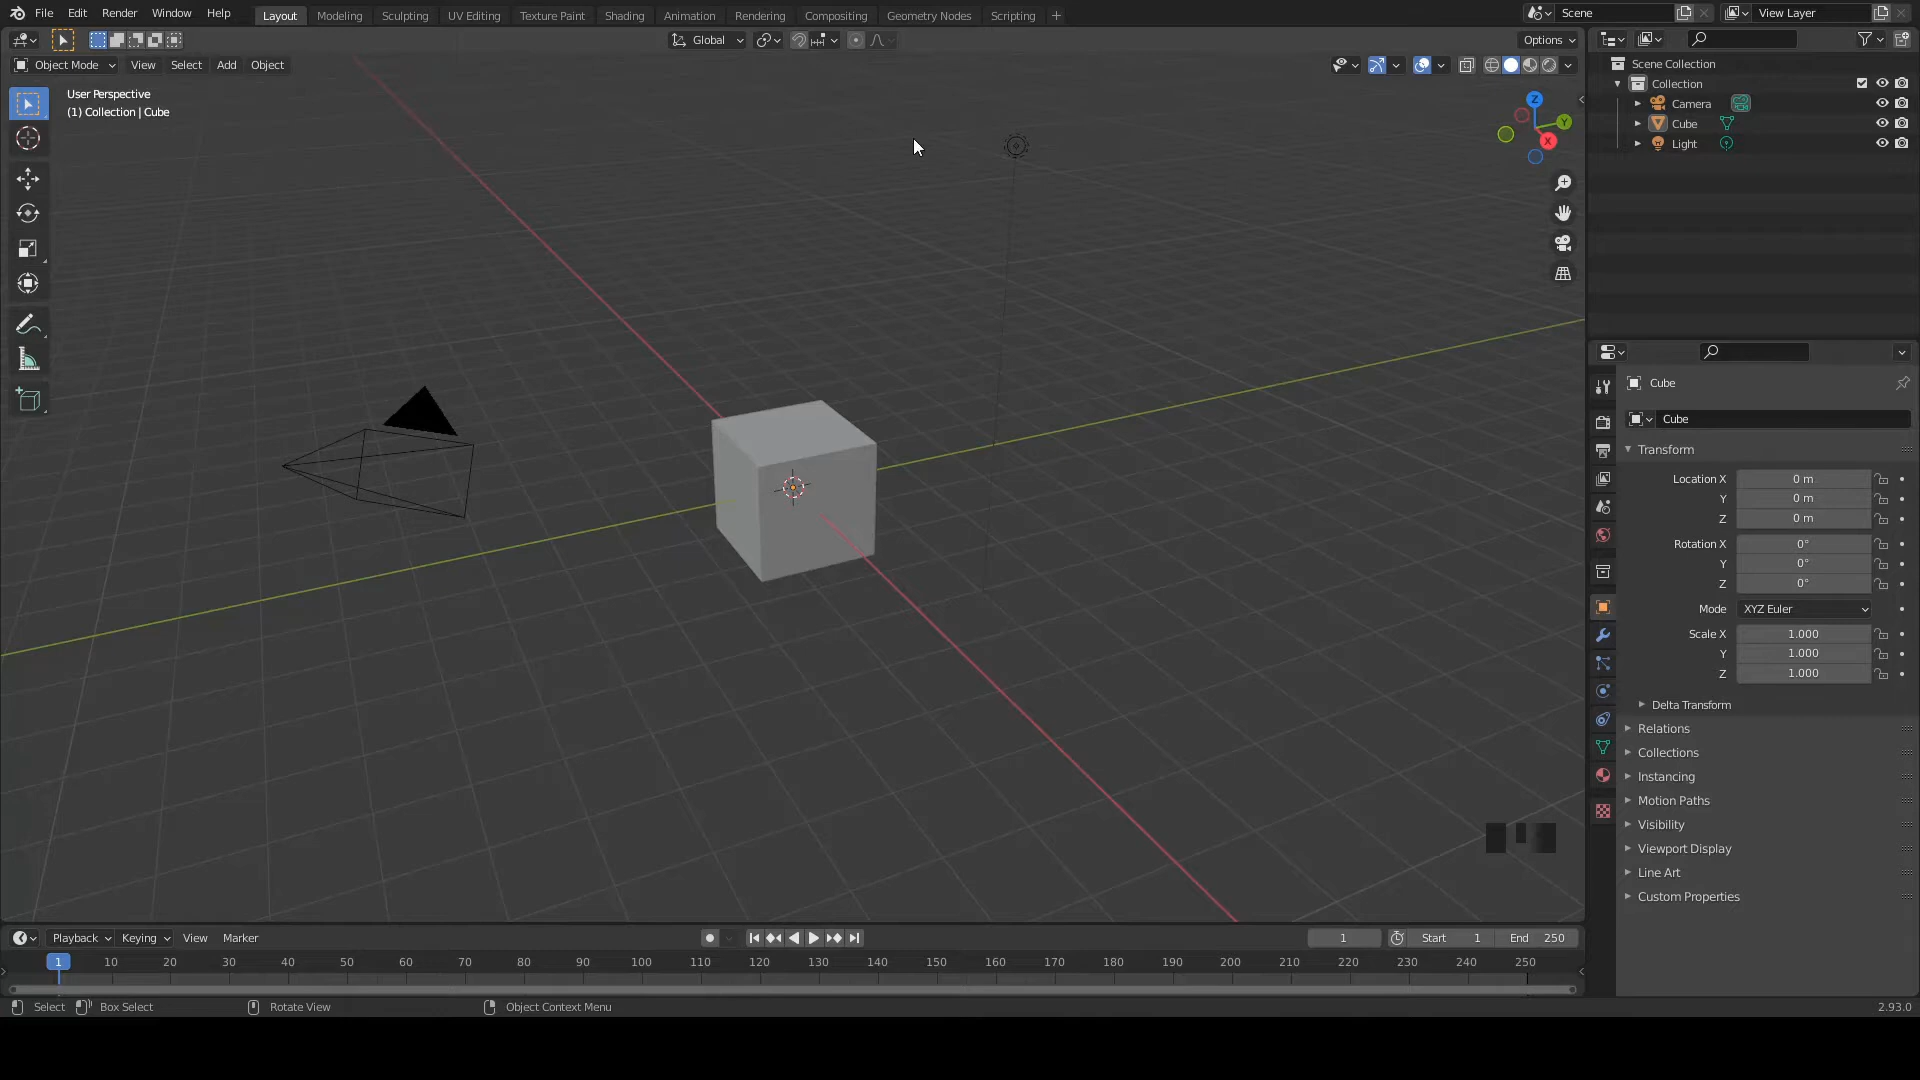 File Edit Render Window Help Layout Modeling Sculpting UV Editing Texture Paint Shading Animation Rendering Compositing Geometry Nodes Scripting + Scene View Layer
Global Options
Object Mode View Select Add Object
User Perspective
(1) Collection | Cube
Z
Y
X
Scene Collection
Collection
Camera
Cube
Light
Cube
Cube
Transform
Location X 0 m
Y 0 m
Z 0 m
Rotation X 0°
Y 0°
Z 0°
Mode XYZ Euler
Scale X 1.000
Y 1.000
Z 1.000
Delta Transform
Relations
Collections
Instancing
Motion Paths
Visibility
Viewport Display
Line Art
Custom Properties
Playback Keying View Marker 1 Start 1 End 250
1 10 20 30 40 50 60 70 80 90 100 110 120 130 140 150 160 170 180 190 200 210 220 230 240 250
Select Box Select Rotate View Object Context Menu 2.93.0